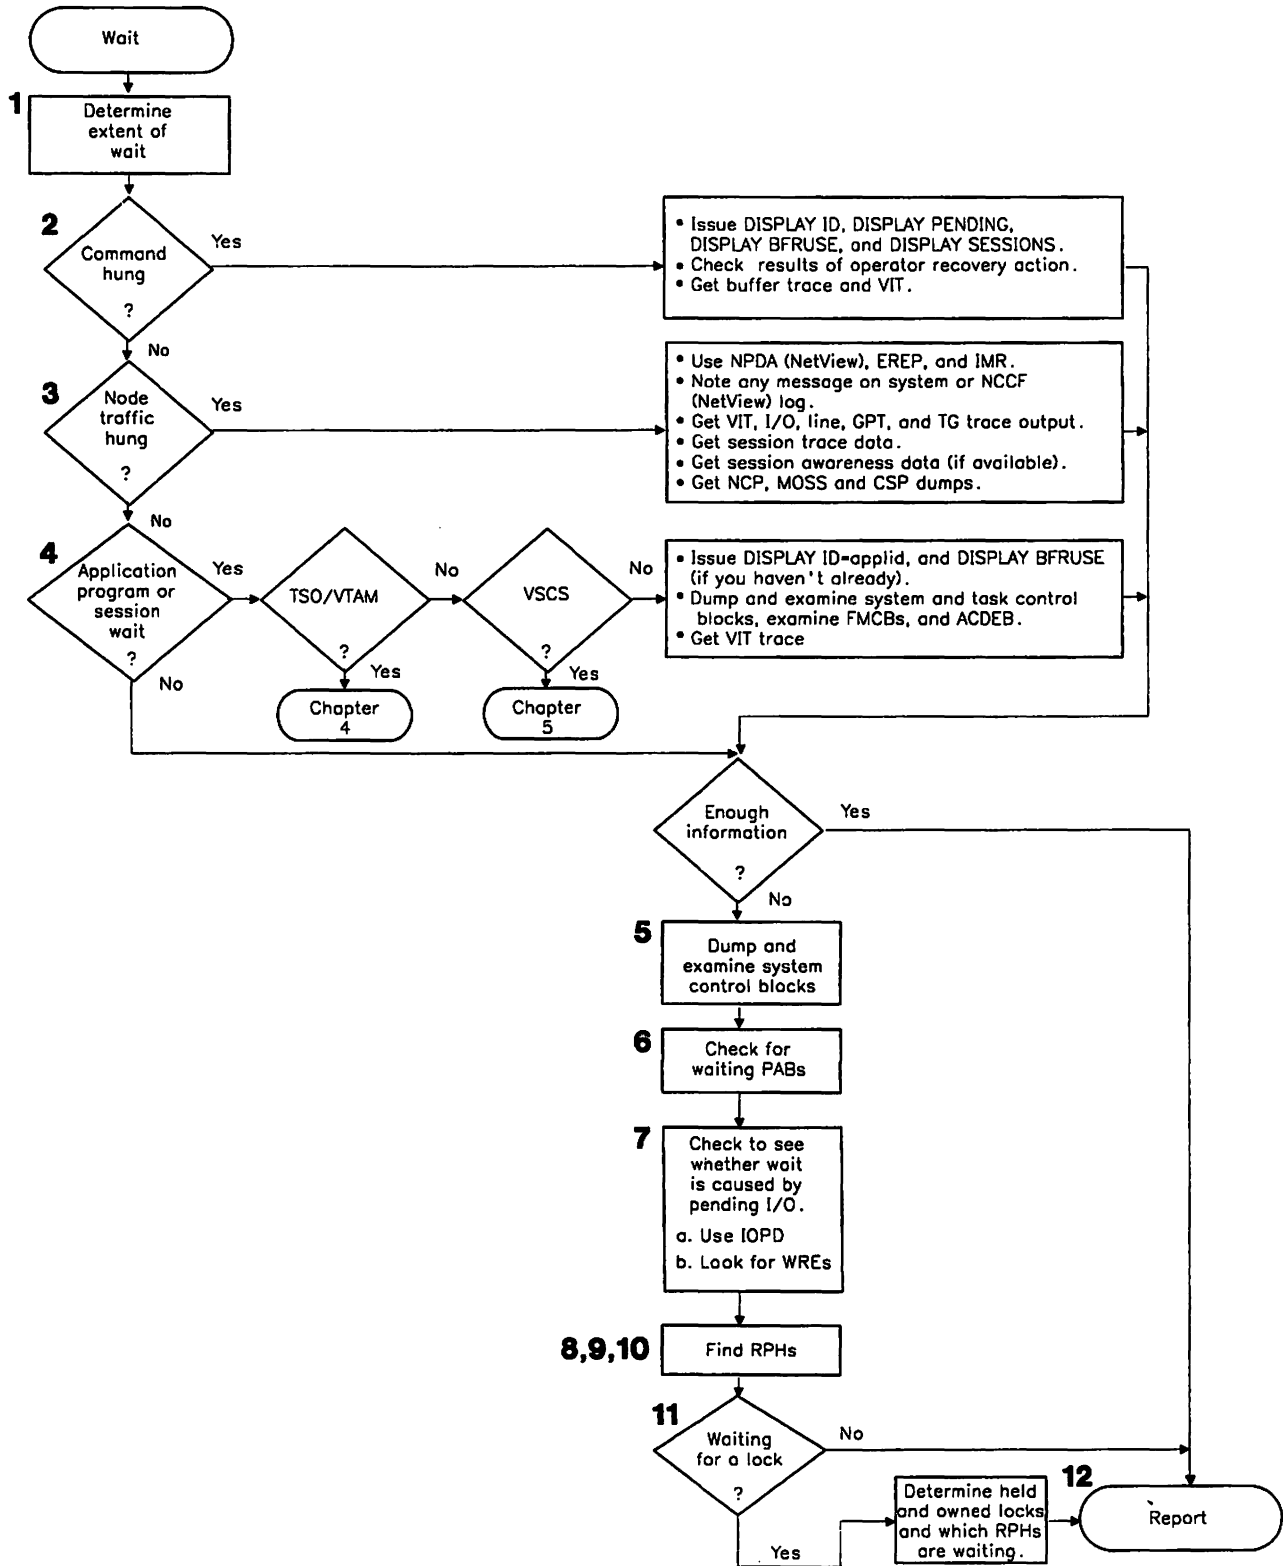 Wait
1
Determine
extent of
wait
2
Command
hung
?
Yes
No
• Issue DISPLAY ID, DISPLAY PENDING,
DISPLAY BFRUSE, and DISPLAY SESSIONS.
• Check results of operator recovery action.
• Get buffer trace and VIT.
3
Node
traffic
hung
?
Yes
No
• Use NPDA (NetView), EREP, and IMR.
• Note any message on system or NCCF
(NetView) log.
• Get VIT, I/O, line, GPT, and TG trace output.
• Get session trace data.
• Get session awareness data (if available).
• Get NCP, MOSS and CSP dumps.
4
Application
program or
session
wait
?
Yes
No
TSO/VTAM
?
No
Yes
Chapter
4
VSCS
?
No
Yes
Chapter
5
• Issue DISPLAY ID=applid, and DISPLAY BFRUSE
(if you haven't already).
• Dump and examine system and task control
blocks, examine FMCBs, and ACDEB.
• Get VIT trace
Enough
information
?
Yes
No
5
Dump and
examine system
control blocks
6
Check for
waiting PABs
7
Check to see
whether wait
is caused by
pending I/O.
a. Use IOPD
b. Look for WREs
8,9,10
Find RPHs
11
Waiting
for a lock
?
No
Yes
Determine held
and owned locks
and which RPHs
are waiting.
12
Report